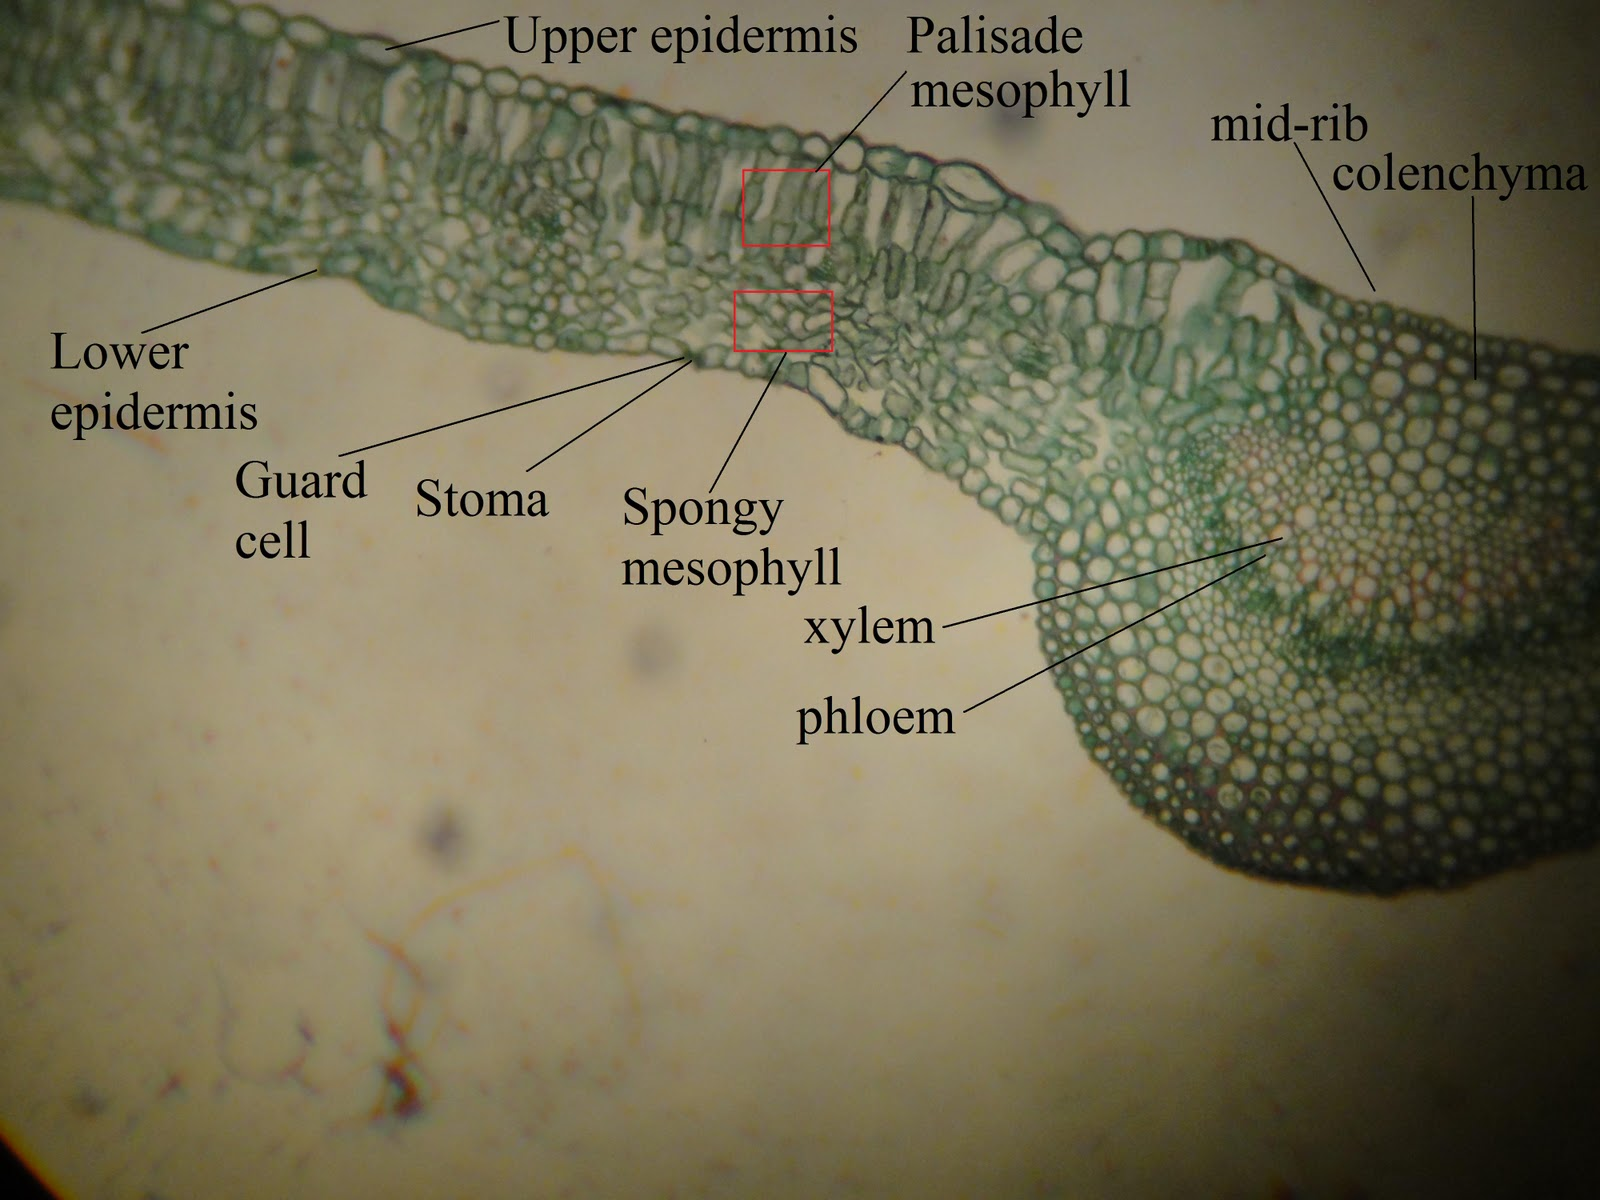 Upper epidermis
Palisade
mesophyll
mid-rib
colenchyma
Lower
epidermis
Guard
cell
Stoma
Spongy
mesophyll
xylem
phloem